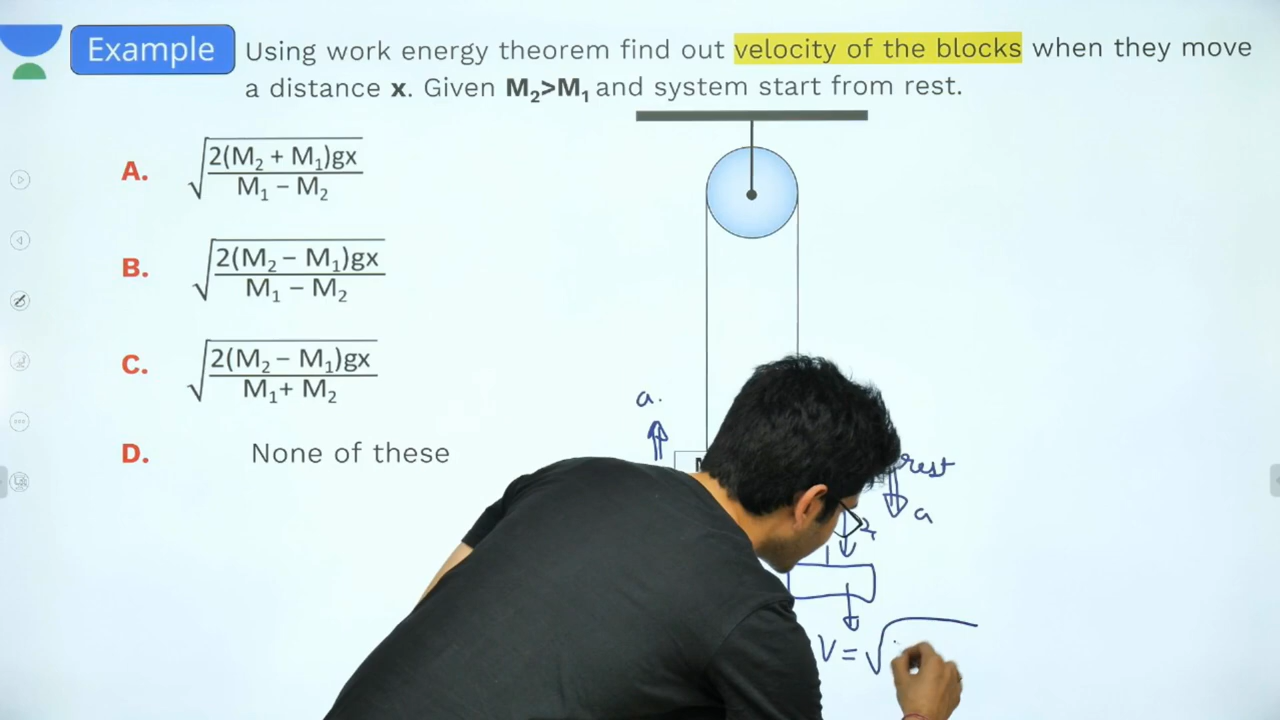 Example
Using work energy theorem find out velocity of the blocks when they move
a distance x. Given M₂>M₁ and system start from rest.
A. √(2(M₂ + M₁)gx / M₁ − M₂)
B. √(2(M₂ − M₁)gx / M₁ − M₂)
C. √(2(M₂ − M₁)gx / M₁ + M₂)
D. None of these
a.
rest
a
V = √